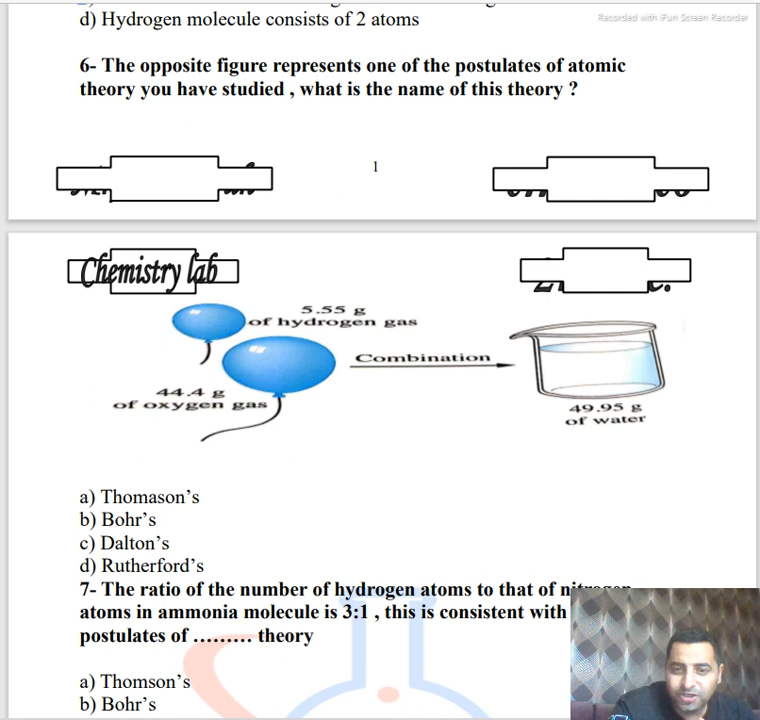 d) Hydrogen molecule consists of 2 atoms
Recorded with iFun Screen Recorder
6- The opposite figure represents one of the postulates of atomic
theory you have studied , what is the name of this theory ?
1
Chemistry lab
5.55 g
of hydrogen gas
Combination
44.4 g
of oxygen gas
49.95 g
of water
a) Thomason’s
b) Bohr’s
c) Dalton’s
d) Rutherford’s
7- The ratio of the number of hydrogen atoms to that of
atoms in ammonia molecule is 3:1 , this is consistent with
postulates of ......... theory
a) Thomson’s
b) Bohr’s